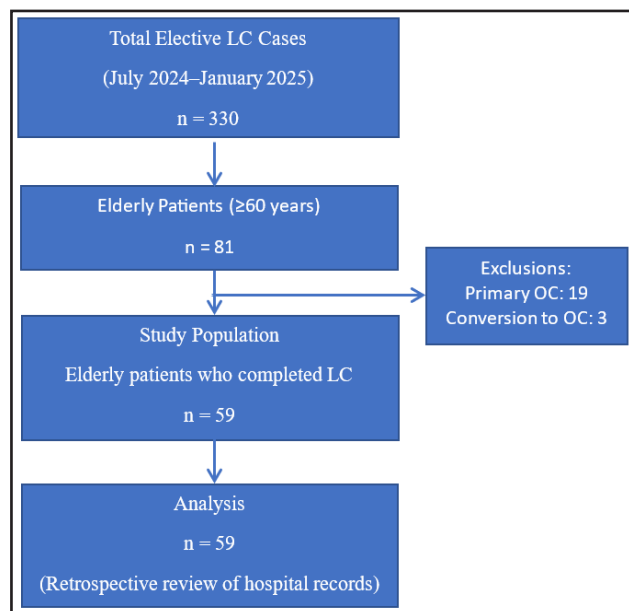 Total Elective LC Cases
(July 2024–January 2025)
n = 330
Elderly Patients (≥60 years)
n = 81
Exclusions:
Primary OC: 19
Conversion to OC: 3
Study Population
Elderly patients who completed LC
n = 59
Analysis
n = 59
(Retrospective review of hospital records)